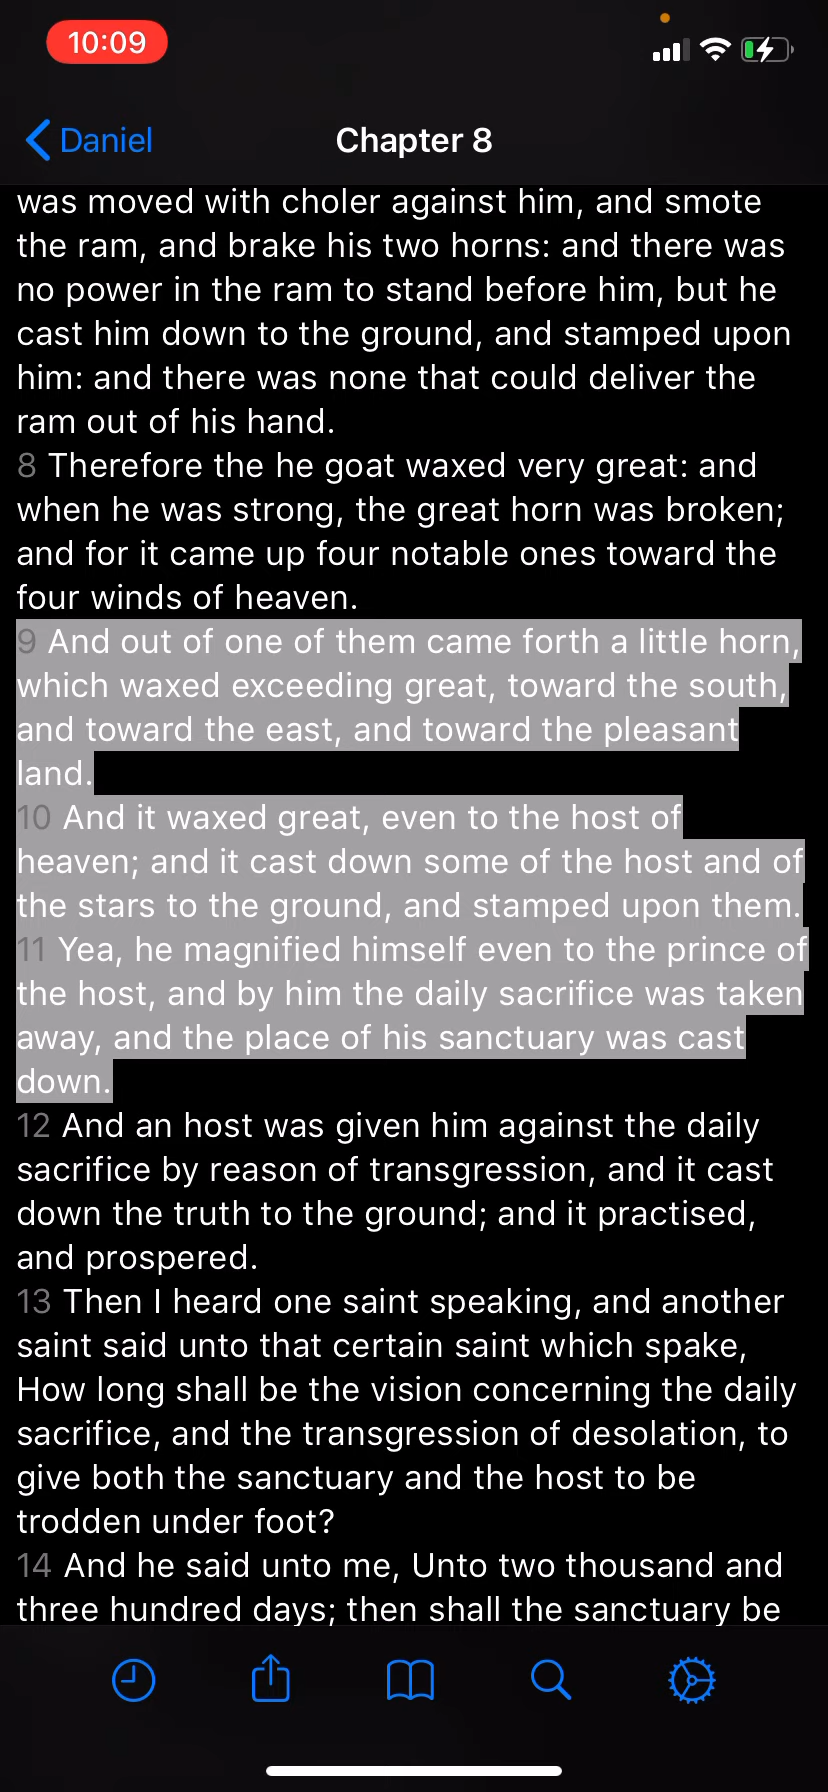 10:09
Daniel
Chapter 8
was moved with choler against him, and smote
the ram, and brake his two horns: and there was
no power in the ram to stand before him, but he
cast him down to the ground, and stamped upon
him: and there was none that could deliver the
ram out of his hand.
8 Therefore the he goat waxed very great: and
when he was strong, the great horn was broken;
and for it came up four notable ones toward the
four winds of heaven.
9 And out of one of them came forth a little horn,
which waxed exceeding great, toward the south,
and toward the east, and toward the pleasant
land.
10 And it waxed great, even to the host of
heaven; and it cast down some of the host and of
the stars to the ground, and stamped upon them.
11 Yea, he magnified himself even to the prince of
the host, and by him the daily sacrifice was taken
away, and the place of his sanctuary was cast
down.
12 And an host was given him against the daily
sacrifice by reason of transgression, and it cast
down the truth to the ground; and it practised,
and prospered.
13 Then I heard one saint speaking, and another
saint said unto that certain saint which spake,
How long shall be the vision concerning the daily
sacrifice, and the transgression of desolation, to
give both the sanctuary and the host to be
trodden under foot?
14 And he said unto me, Unto two thousand and
three hundred days; then shall the sanctuary be